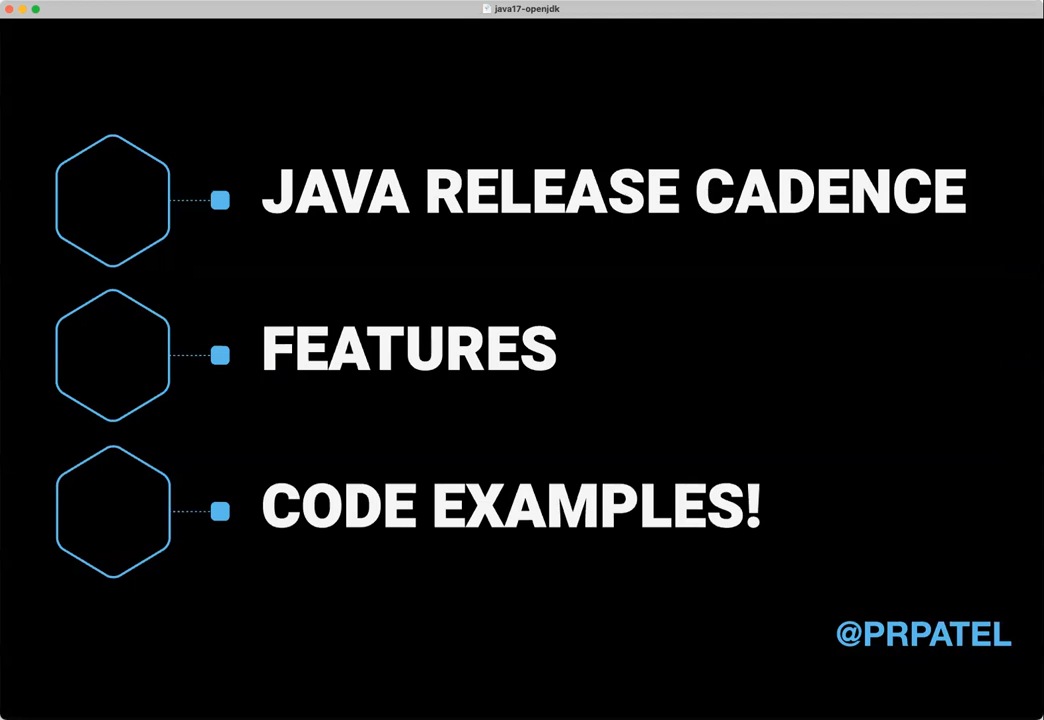 java17-openjdk
JAVA RELEASE CADENCE
FEATURES
CODE EXAMPLES!
@PRPATEL